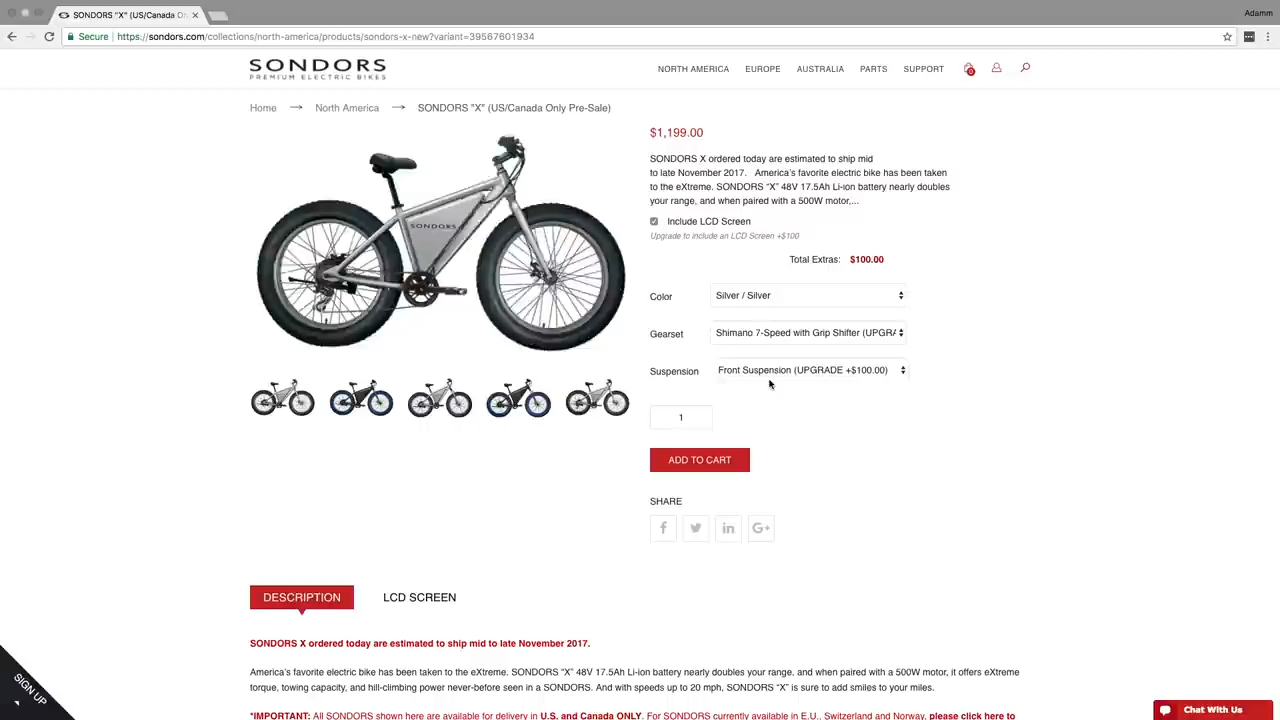 SONDORS "X" (US/Canada On
Adamm
Secure | https://sondors.com/collections/north-america/products/sondors-x-new?variant=39567601934
SONDORS
PREMIUM ELECTRIC BIKES
NORTH AMERICA EUROPE AUSTRALIA PARTS SUPPORT 0
Home → North America → SONDORS "X" (US/Canada Only Pre-Sale)
$1,199.00
SONDORS X ordered today are estimated to ship mid
to late November 2017. America's favorite electric bike has been taken
to the eXtreme. SONDORS "X" 48V 17.5Ah Li-ion battery nearly doubles
your range, and when paired with a 500W motor,...
Include LCD Screen
Upgrade to include an LCD Screen +$100
Total Extras: $100.00
Color Silver / Silver
Gearset Shimano 7-Speed with Grip Shifter (UPGRA
Suspension Front Suspension (UPGRADE +$100.00)
1
ADD TO CART
SHARE
SONDORS
DESCRIPTION LCD SCREEN
SONDORS X ordered today are estimated to ship mid to late November 2017.
America's favorite electric bike has been taken to the eXtreme. SONDORS "X" 48V 17.5Ah Li-ion battery nearly doubles your range, and when paired with a 500W motor, it offers eXtreme
torque, towing capacity, and hill-climbing power never-before seen in a SONDORS. And with speeds up to 20 mph, SONDORS "X" is sure to add smiles to your miles.
*IMPORTANT: All SONDORS shown here are available for delivery in U.S. and Canada ONLY. For SONDORS currently available in E.U., Switzerland and Norway, please click here to
SIGN UP
Chat With Us